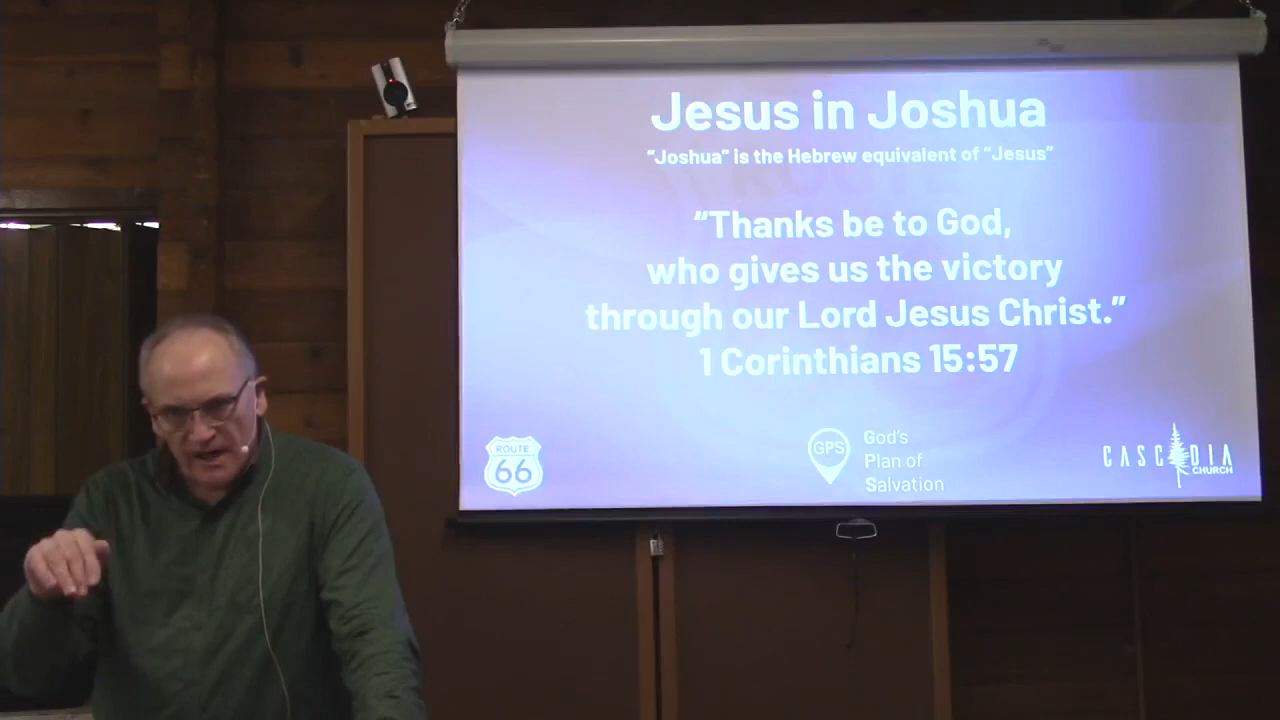 Jesus in Joshua
“Joshua” is the Hebrew equivalent of “Jesus”
“Thanks be to God,
who gives us the victory
through our Lord Jesus Christ.”
1 Corinthians 15:57
ROUTE
66
GPS
God's
Plan of
Salvation
CASCADIA
CHURCH